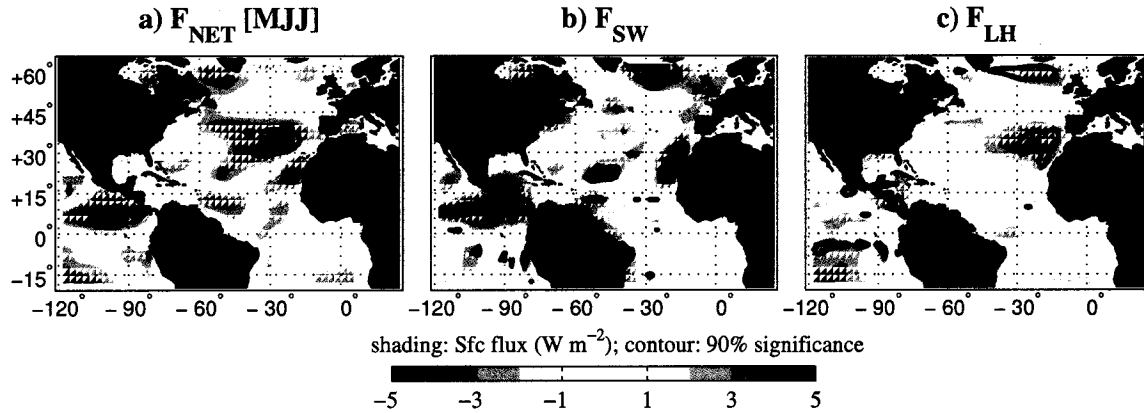 a) F_NET [MJJ]
b) F_SW
c) F_LH
+60°
+45°
+30°
+15°
0°
−15°
−120° −90° −60° −30° 0°
−120° −90° −60° −30° 0°
−120° −90° −60° −30° 0°
shading: Sfc flux (W m⁻²); contour: 90% significance
−5 −3 −1 1 3 5